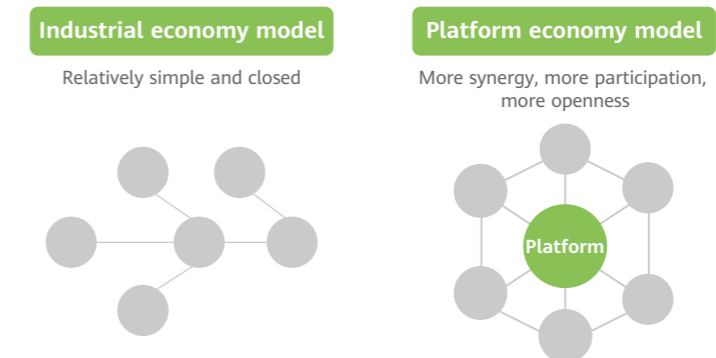 Industrial economy model
Relatively simple and closed
Platform economy model
More synergy, more participation,
more openness
Platform